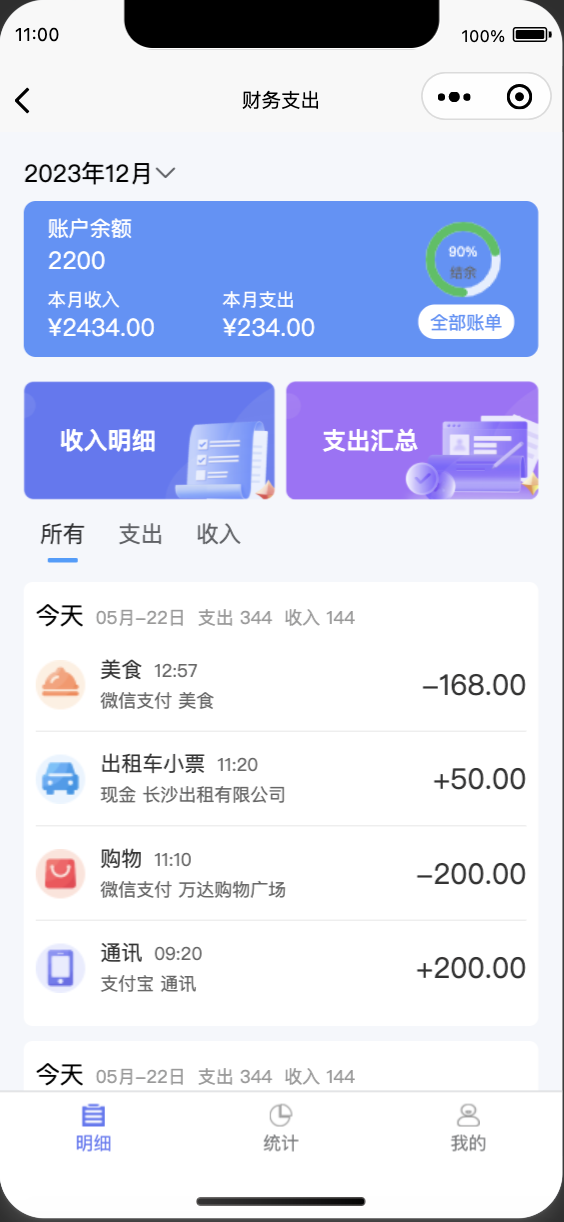 11:00
100%
财务支出
2023年12月
账户余额
2200
90%
结余
本月收入 本月支出
¥2434.00 ¥234.00
全部账单
收入明细 支出汇总
所有 支出 收入
今天 05月-22日 支出 344 收入 144
美食 12:57
微信支付 美食
-168.00
出租车小票 11:20
现金 长沙出租有限公司
+50.00
购物 11:10
微信支付 万达购物广场
-200.00
通讯 09:20
支付宝 通讯
+200.00
今天 05月-22日 支出 344 收入 144
明细 统计 我的